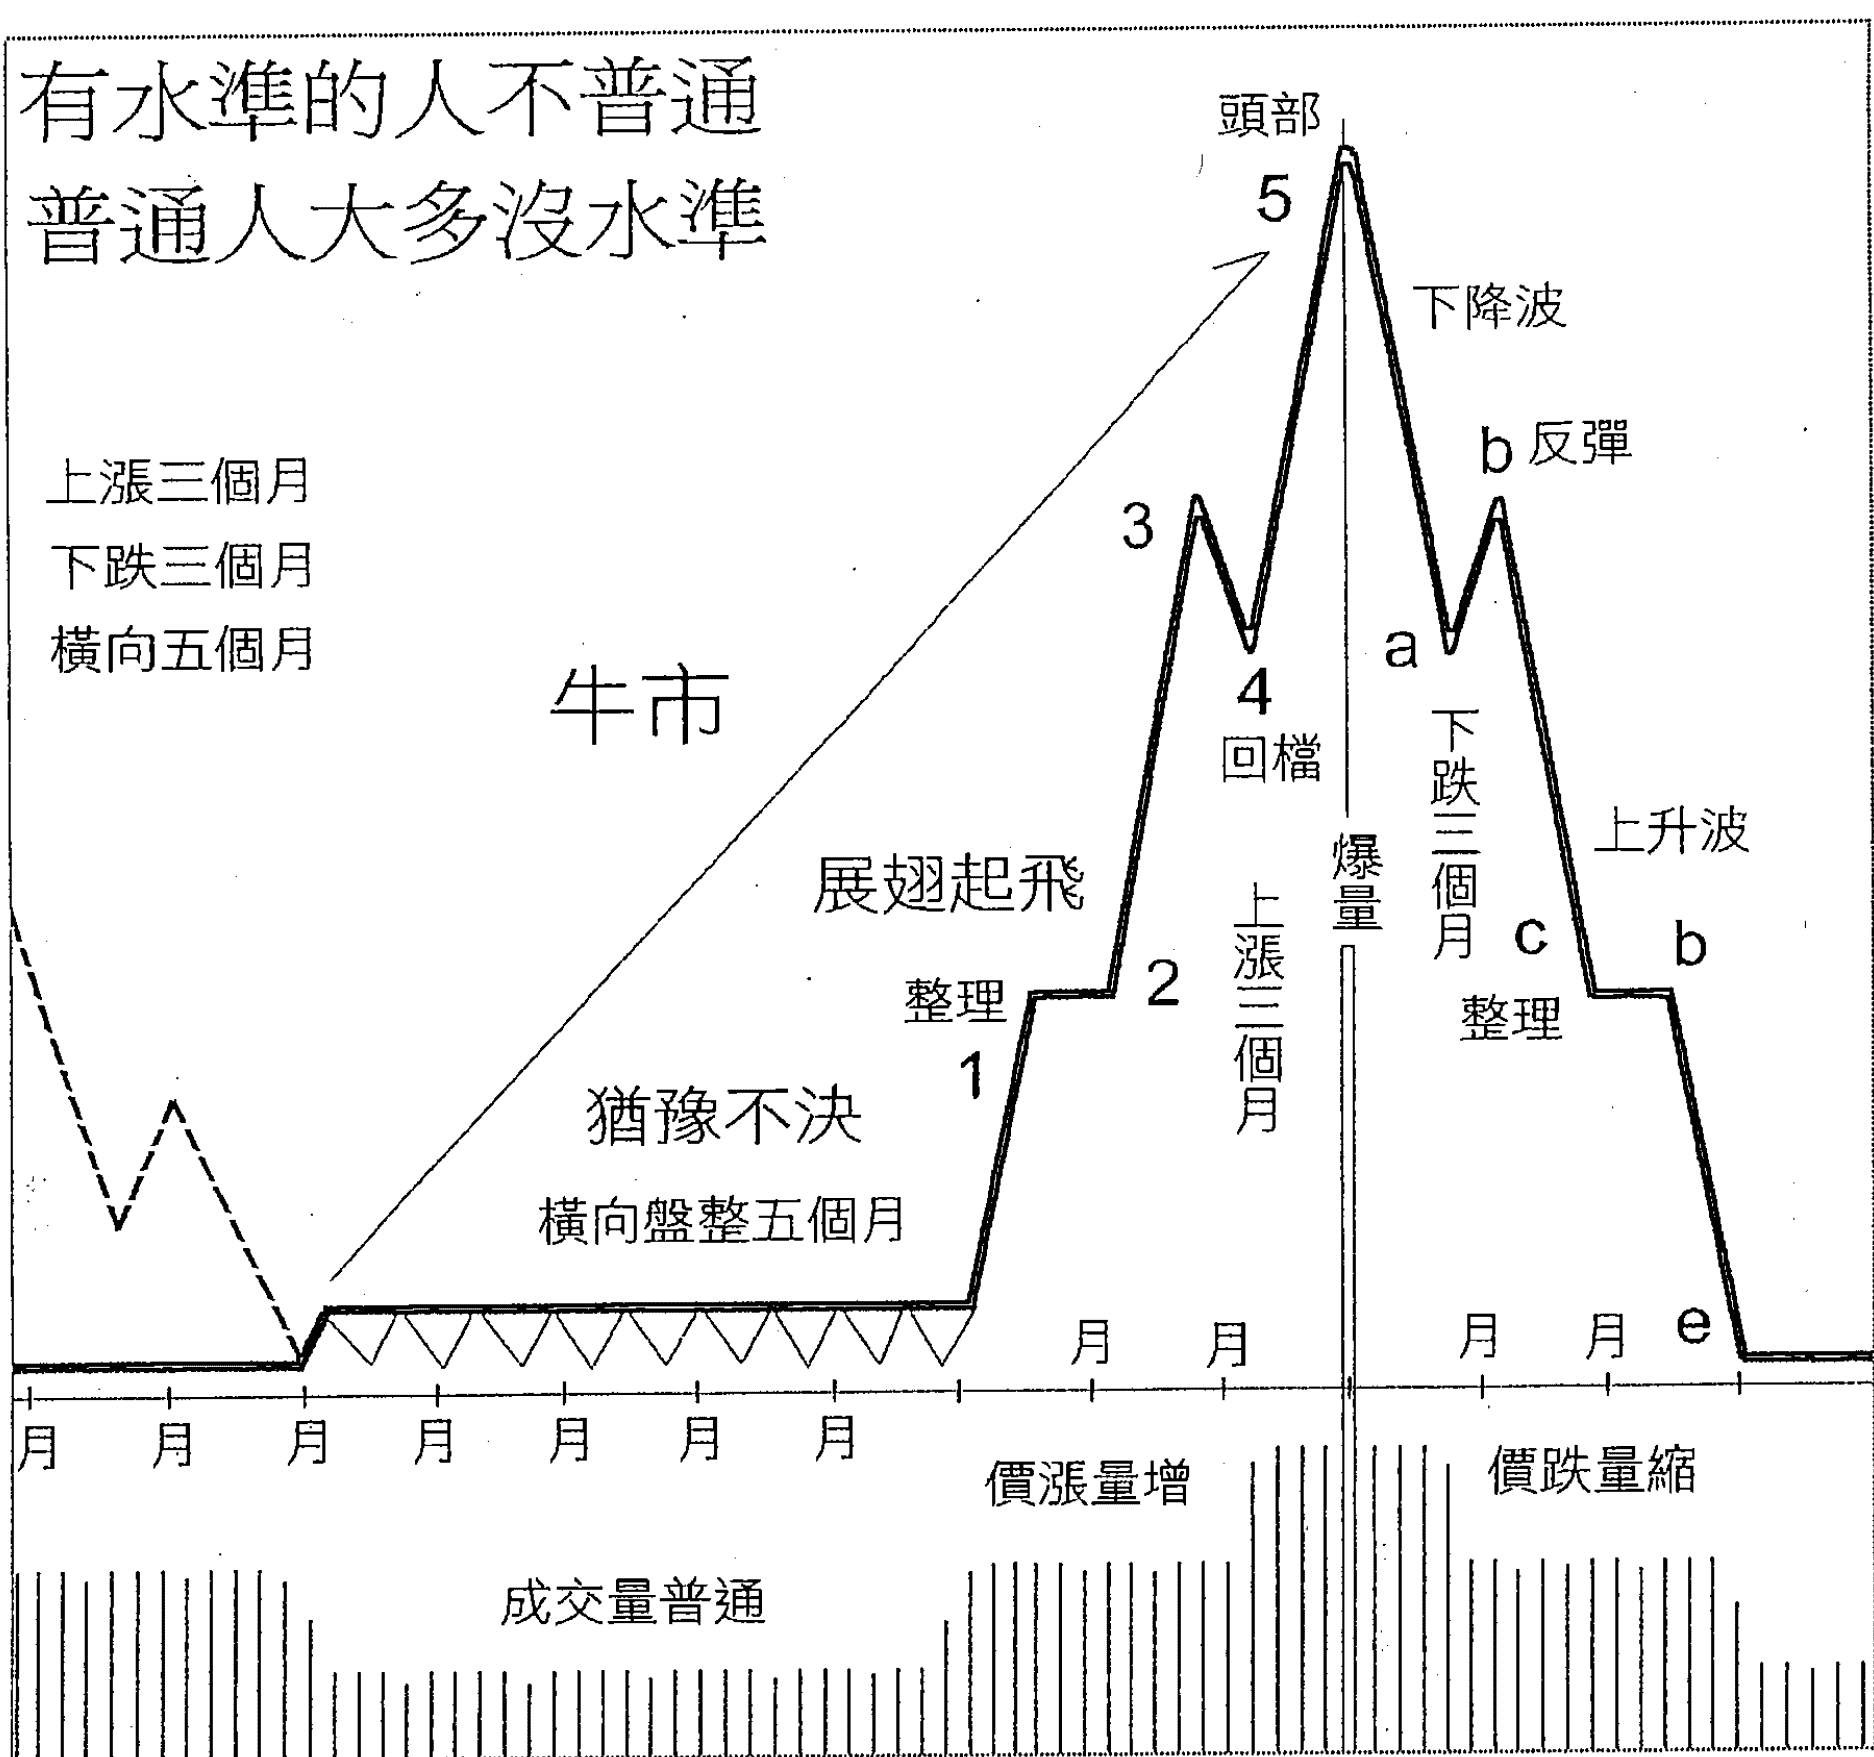 有水準的人不普通
普通人大多沒水準
頭部
5
下降波
b 反彈
上漲三個月
下跌三個月
橫向五個月
3
a
4
回檔
牛市
下跌三個月
上升波
爆量
展翅起飛
上漲三個月
c
b
2
整理
整理
1
猶豫不決
橫向盤整五個月
月
月
月
月
e
月
月
月
月
月
月
月
價漲量增
價跌量縮
成交量普通